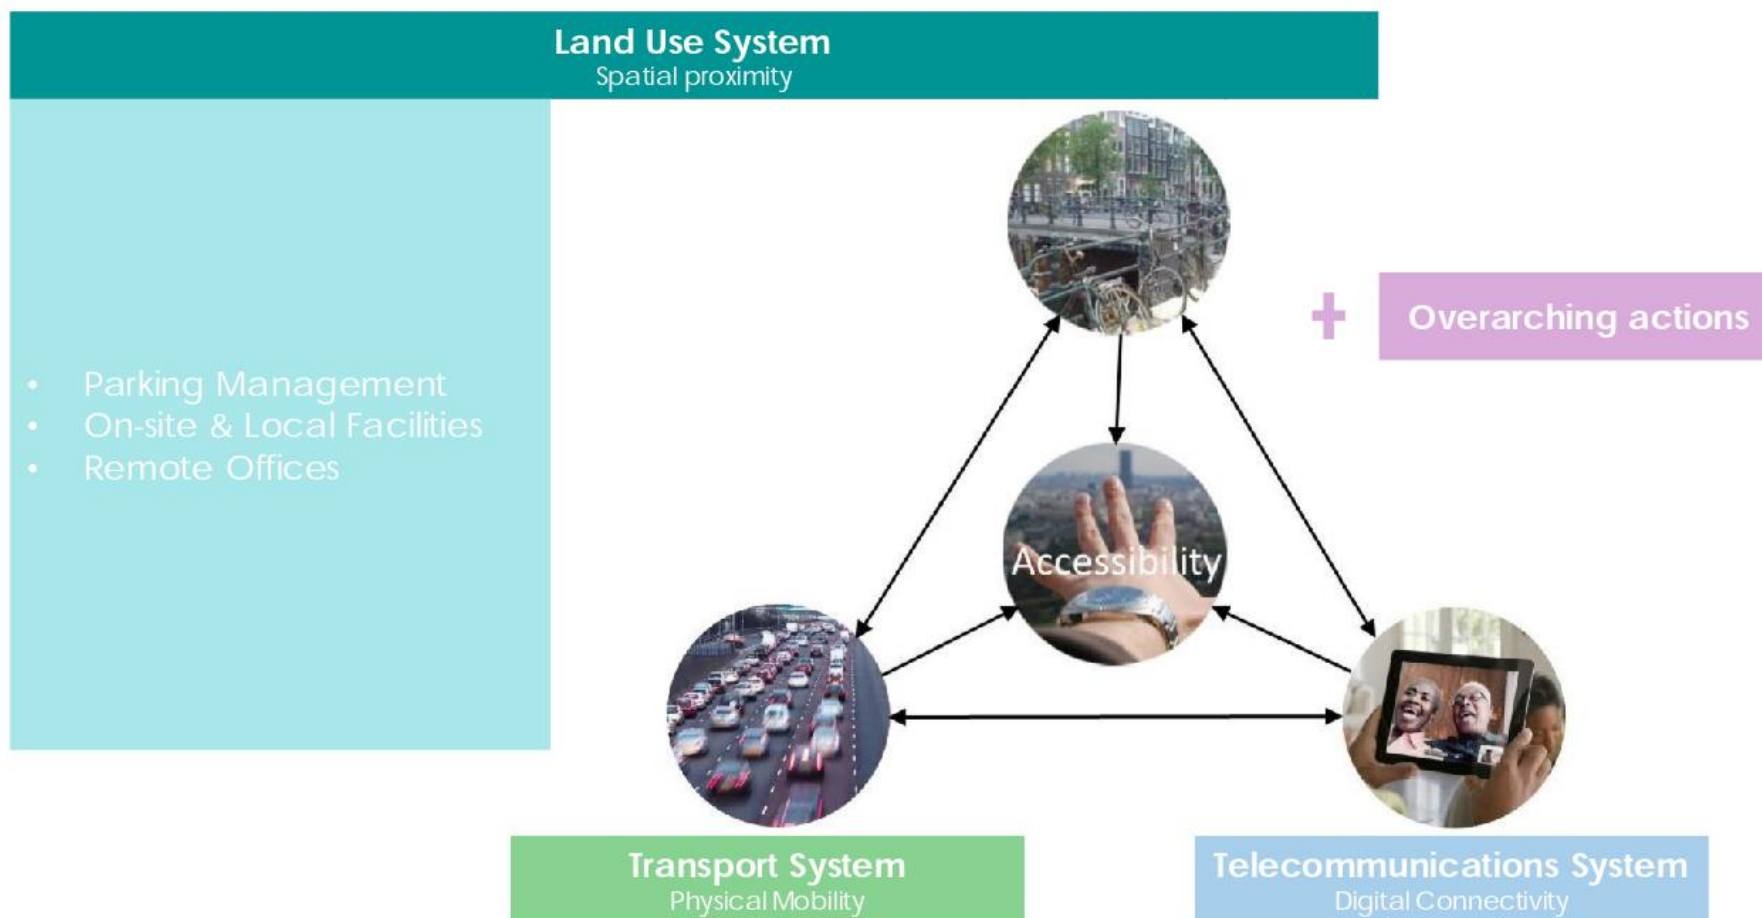 Land Use System
Spatial proximity
• Parking Management
• On-site & Local Facilities
• Remote Offices
+ Overarching actions
Accessibility
Transport System
Physical Mobility
Telecommunications System
Digital Connectivity